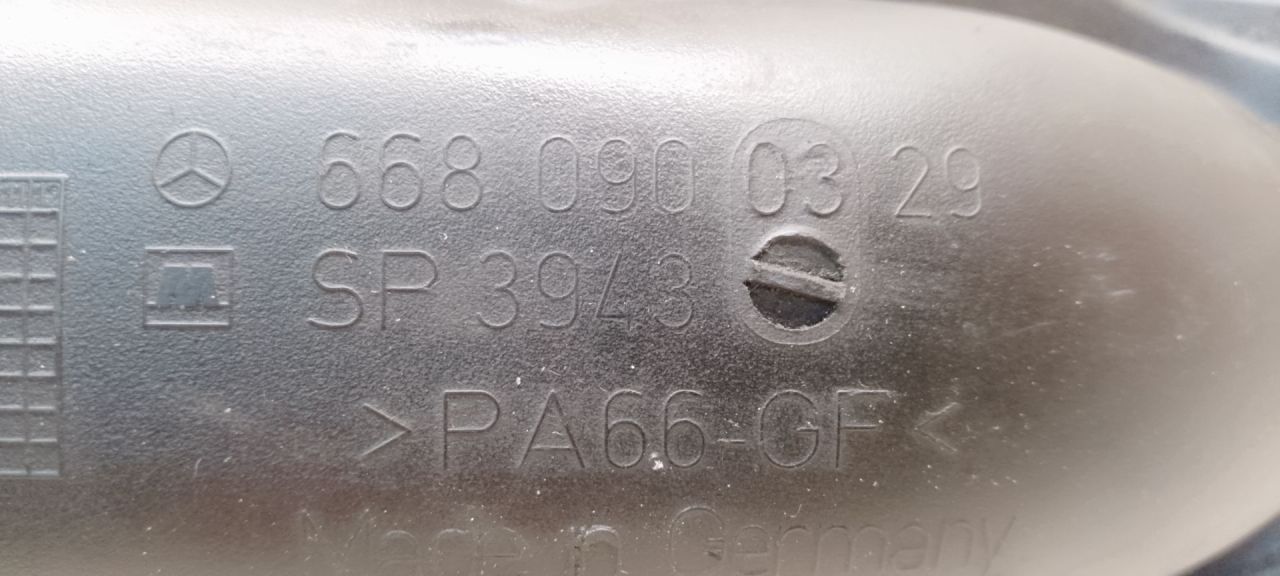 668 090 03 29
SP 3943
>PA66-GF<
Made in Germany